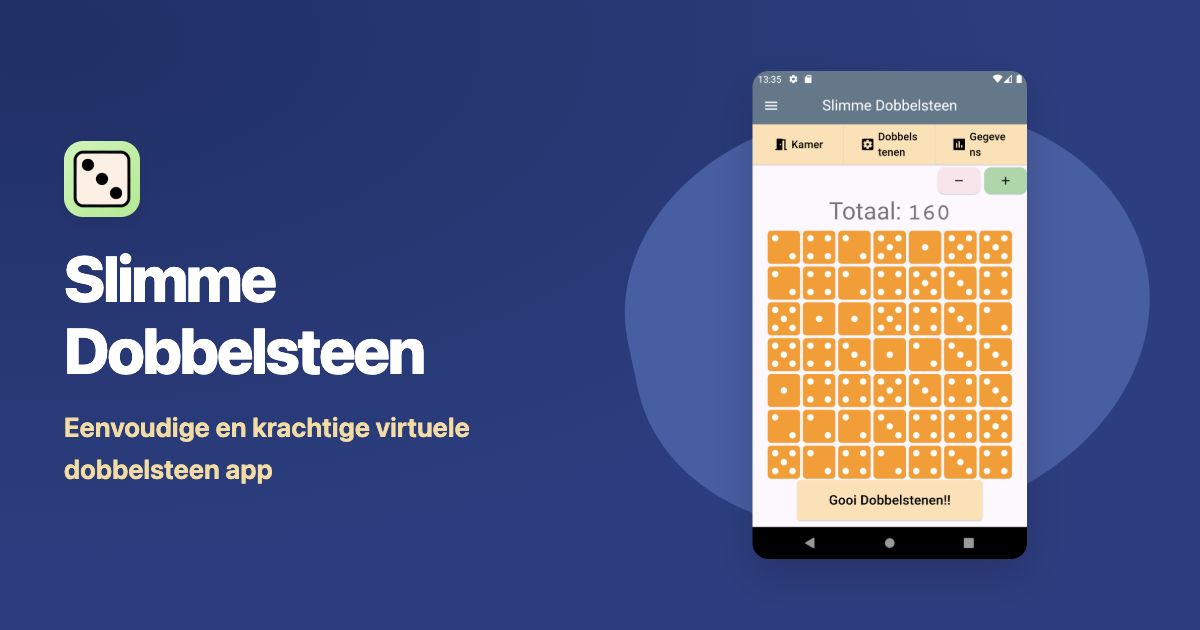 Slimme
Dobbelsteen
Eenvoudige en krachtige virtuele
dobbelsteen app
13:35
Slimme Dobbelsteen
Kamer
Dobbels
tenen
Gegeve
ns
− +
Totaal: 160
Gooi Dobbelstenen!!